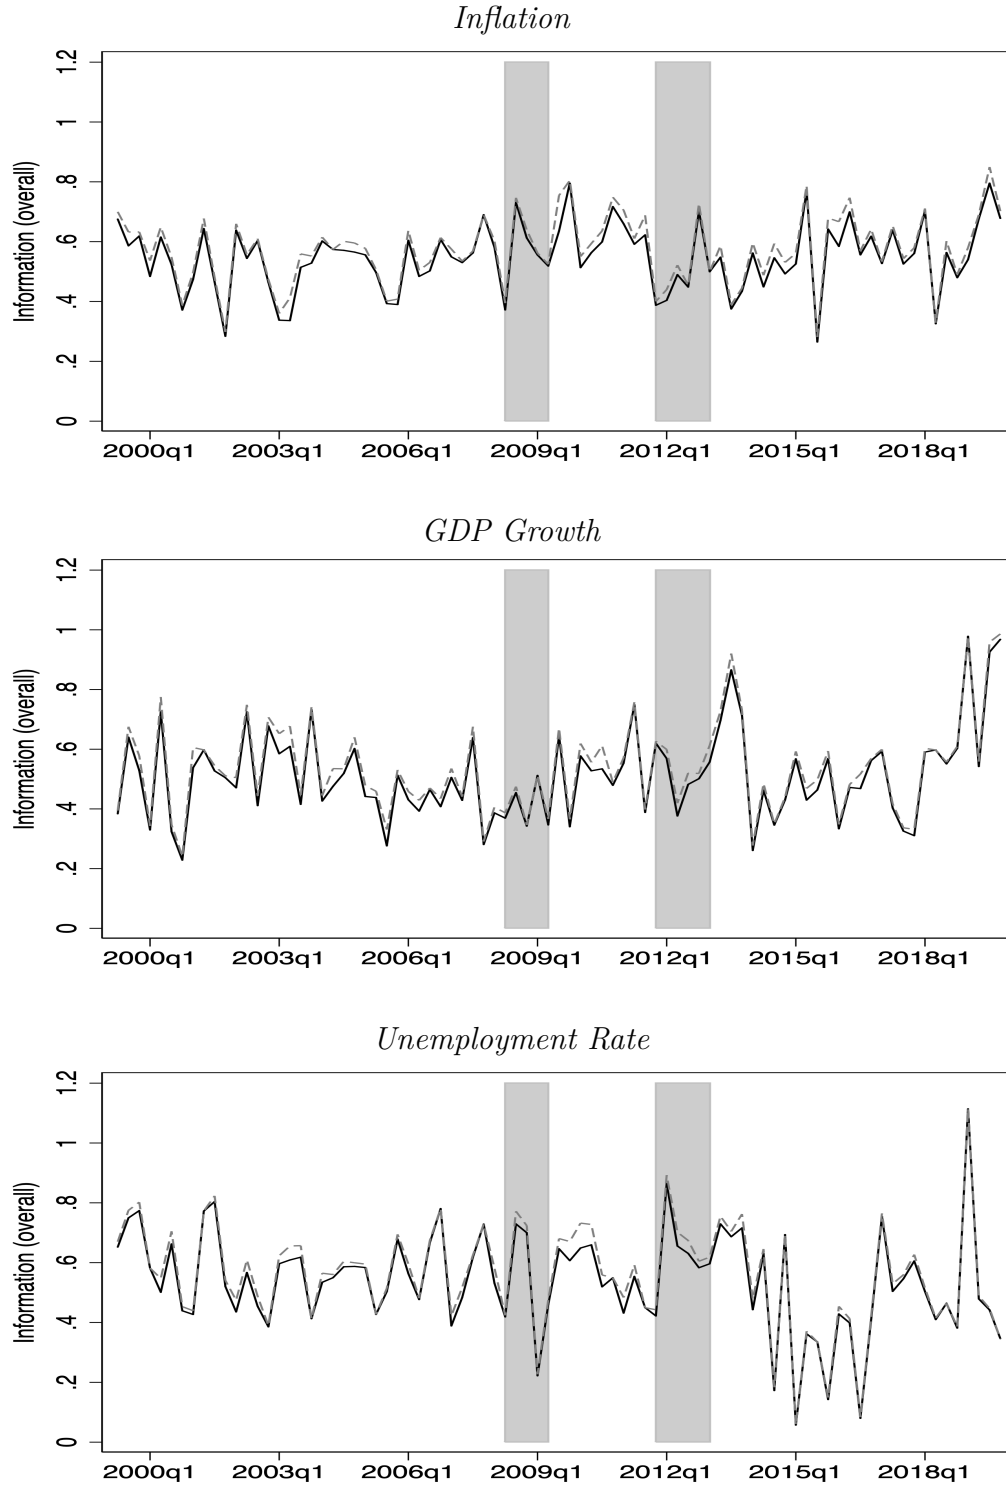 Inflation
Information (overall)
1.2
1
.8
.6
.4
.2
0
2000q1 2003q1 2006q1 2009q1 2012q1 2015q1 2018q1
GDP Growth
Information (overall)
1.2
1
.8
.6
.4
.2
0
2000q1 2003q1 2006q1 2009q1 2012q1 2015q1 2018q1
Unemployment Rate
Information (overall)
1.2
1
.8
.6
.4
.2
0
2000q1 2003q1 2006q1 2009q1 2012q1 2015q1 2018q1